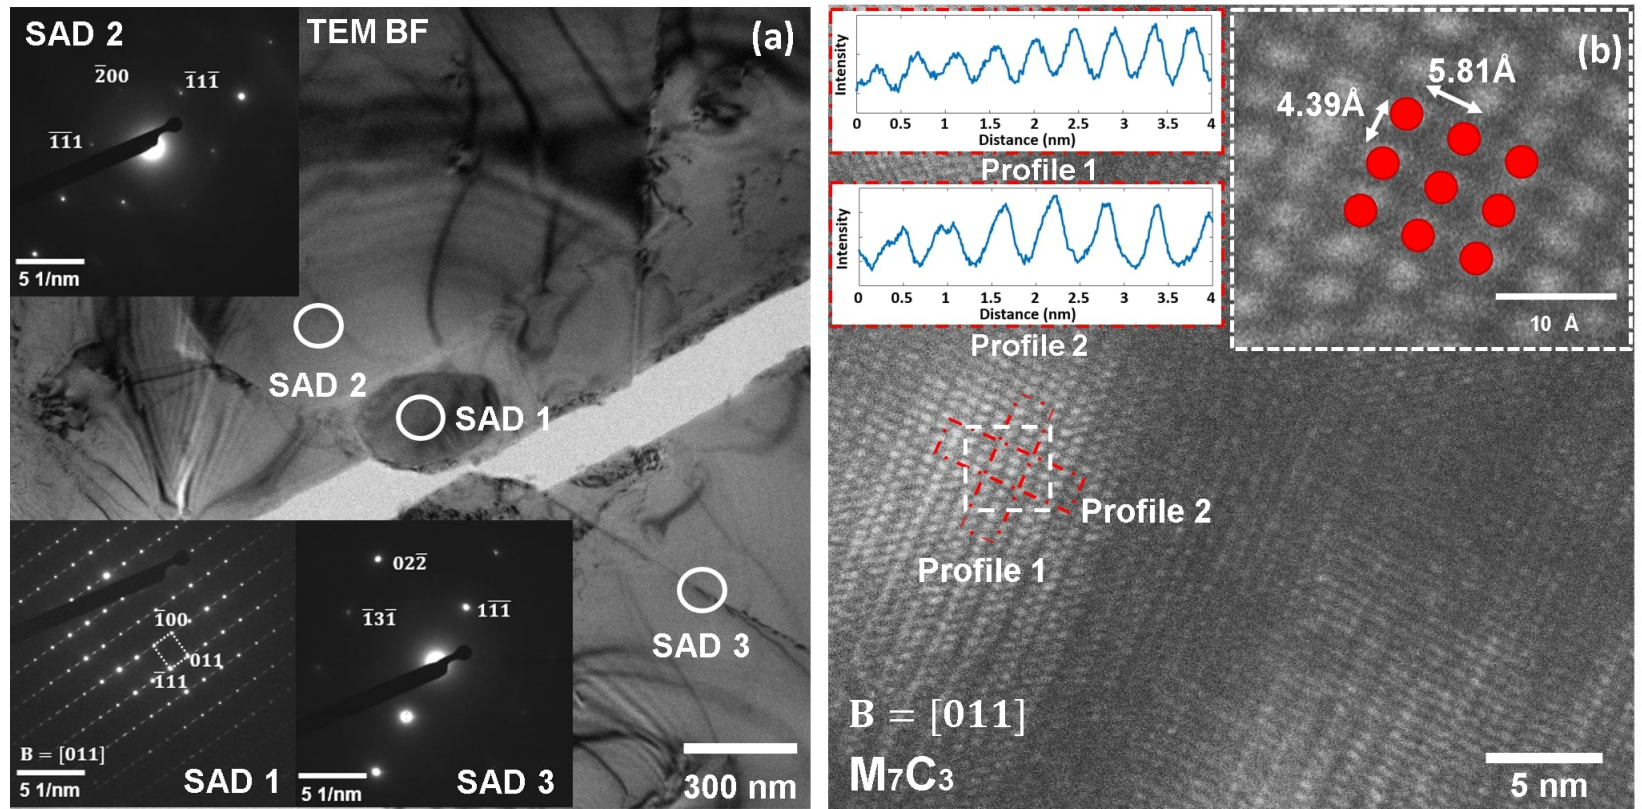 SAD 2
TEM BF
(a)
2̅00
1̅11̅
1̅1̅1
5 1/nm
SAD 2
SAD 1
SAD 3
1̅00
011
1̅11
B = [011]
5 1/nm
SAD 1
022̅
1̅31̅
11̅1̅
5 1/nm
SAD 3
300 nm
Intensity
0 0.5 1 1.5 2 2.5 3 3.5 4
Distance (nm)
Profile 1
Intensity
0 0.5 1 1.5 2 2.5 3 3.5 4
Distance (nm)
Profile 2
(b)
5.81Å
4.39Å
10 Å
Profile 2
Profile 1
B = [011]
M₇C₃
5 nm